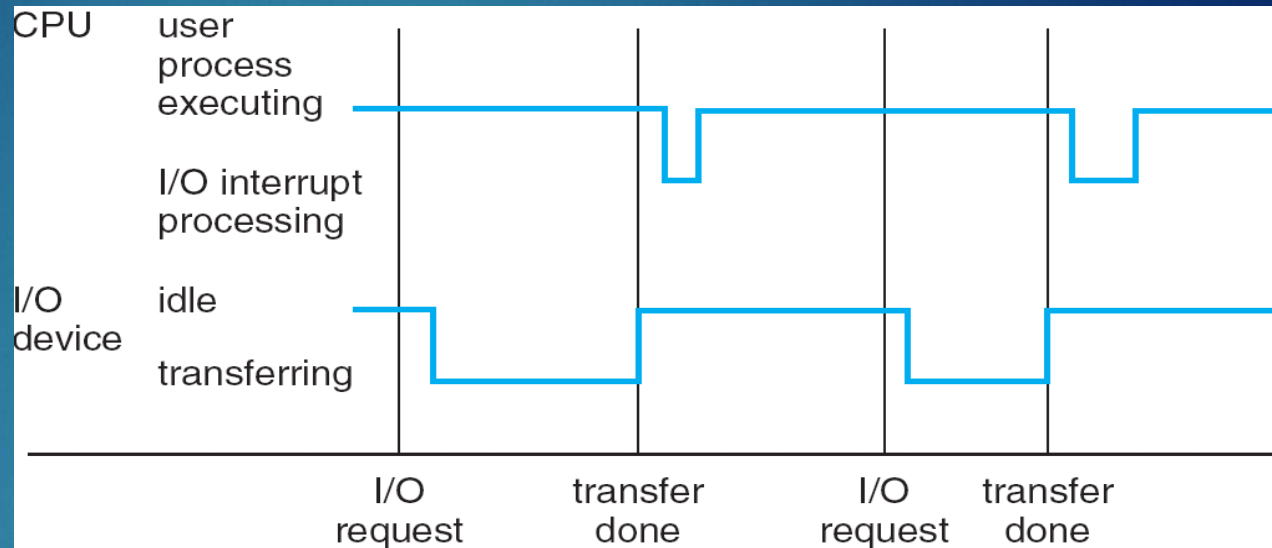 CPU
user
process
executing
I/O interrupt
processing
I/O
device
idle
transferring
I/O
request
transfer
done
I/O
request
transfer
done